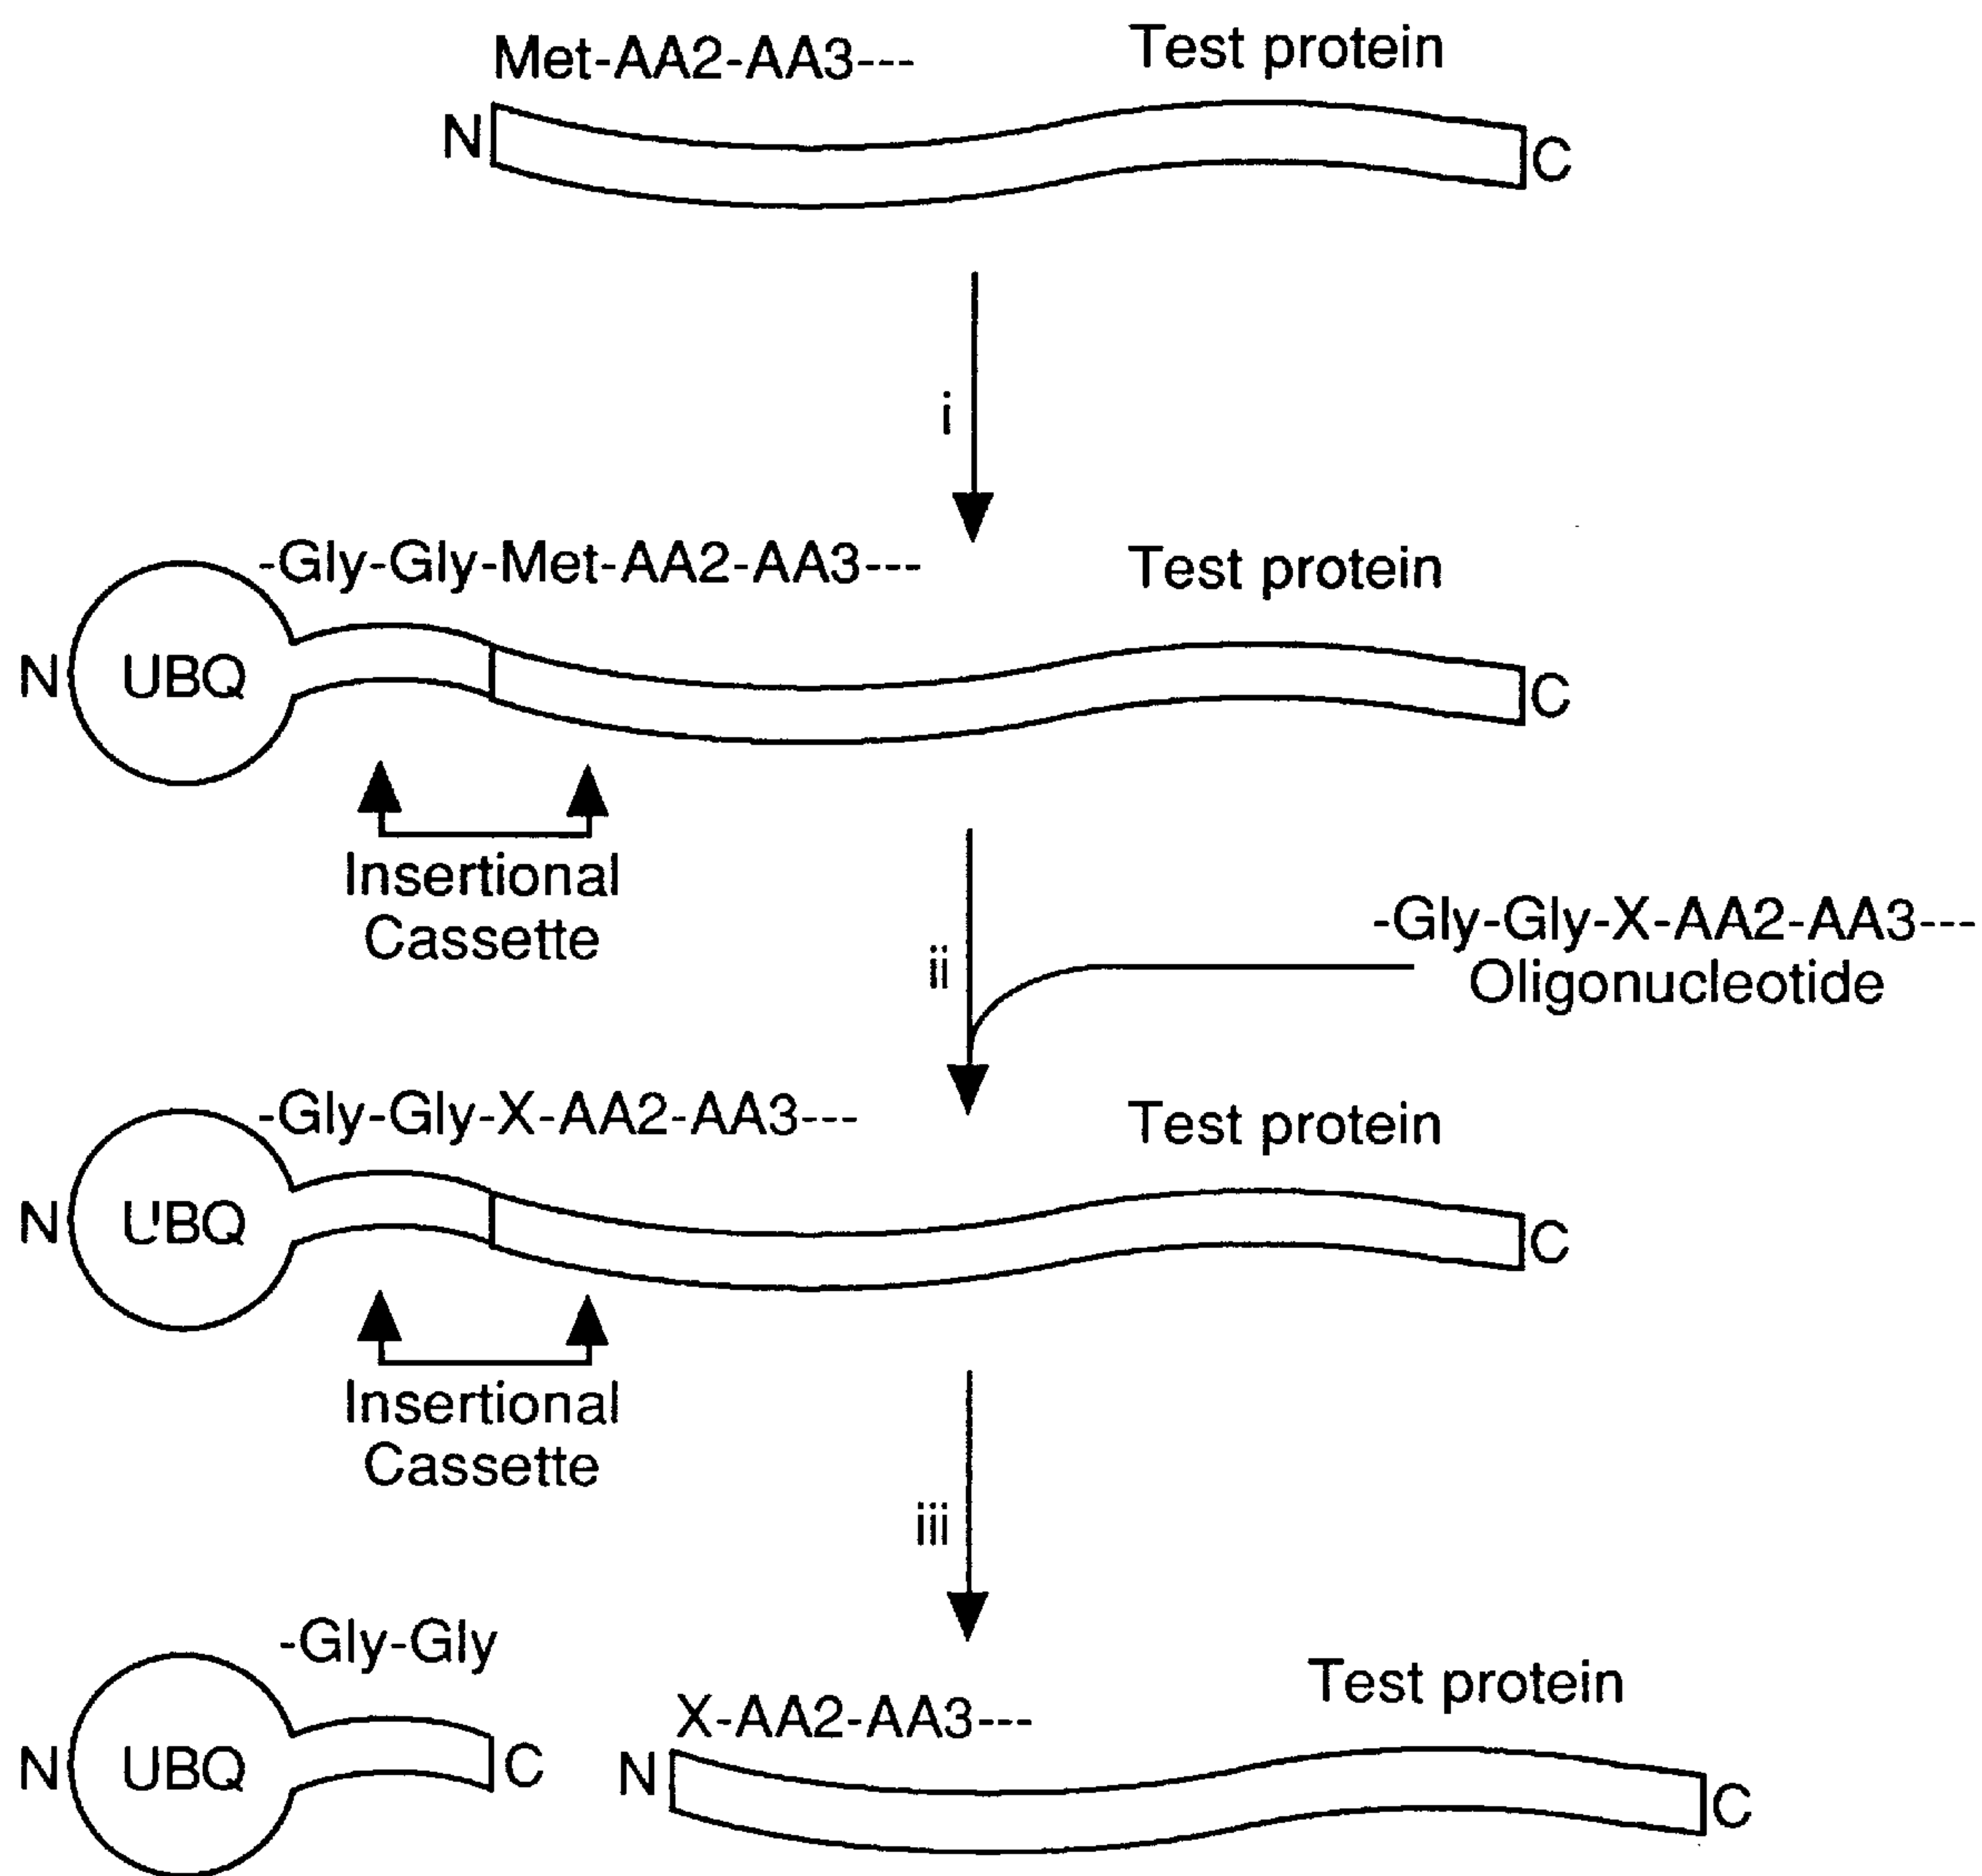 Met-AA2-AA3---
Test protein
N
C
i
-Gly-Gly-Met-AA2-AA3---
Test protein
N
UBQ
C
Insertional
Cassette
ii
-Gly-Gly-X-AA2-AA3---
Oligonucleotide
-Gly-Gly-X-AA2-AA3---
Test protein
N
UBQ
C
Insertional
Cassette
iii
-Gly-Gly
N
UBQ
C
X-AA2-AA3---
Test protein
N
C